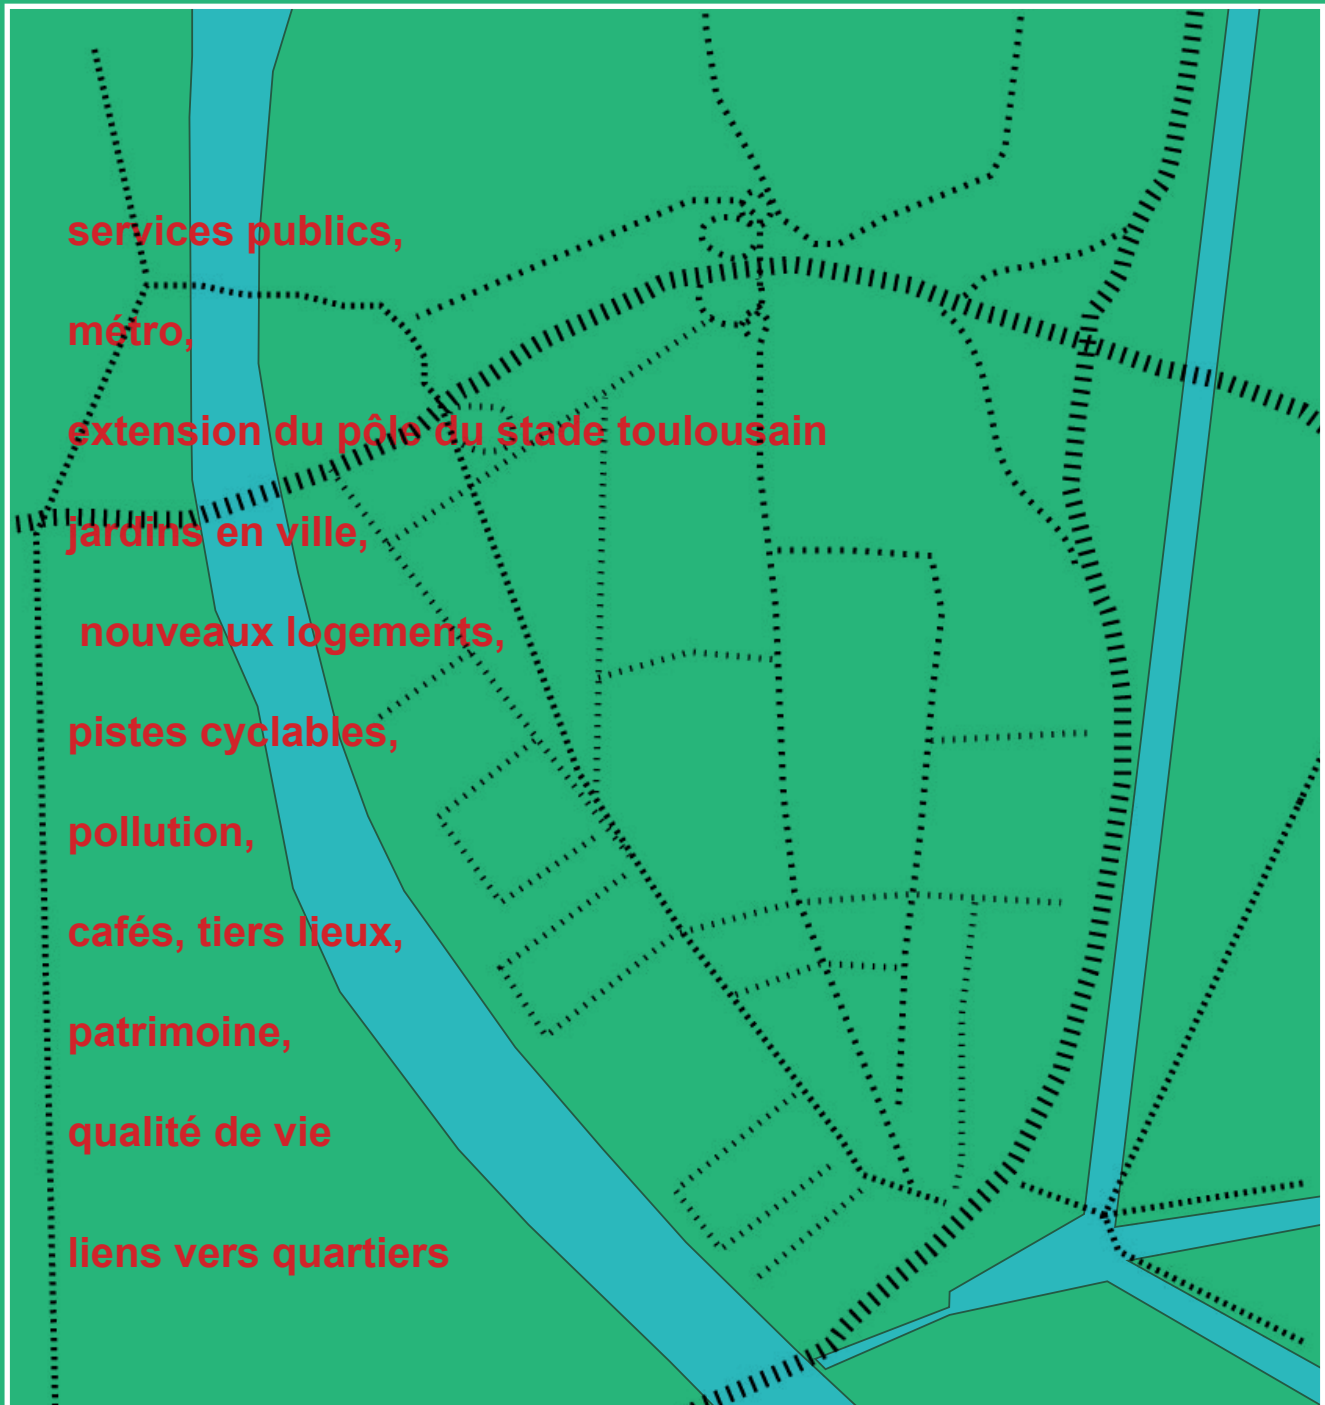 services publics,
métro,
extension du pôle du stade toulousain
jardins en ville,
nouveaux logements,
pistes cyclables,
pollution,
cafés, tiers lieux,
patrimoine,
qualité de vie
liens vers quartiers